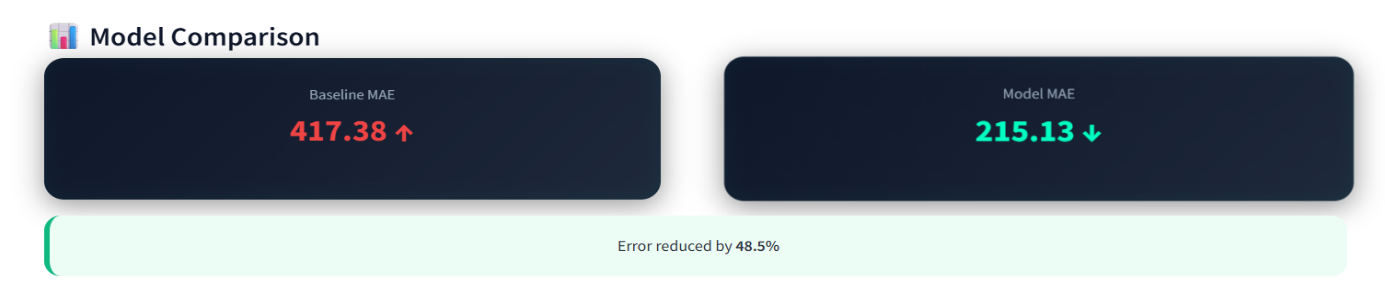 Model Comparison
Baseline MAE
417.38 ↑
Model MAE
215.13 ↓
Error reduced by 48.5%